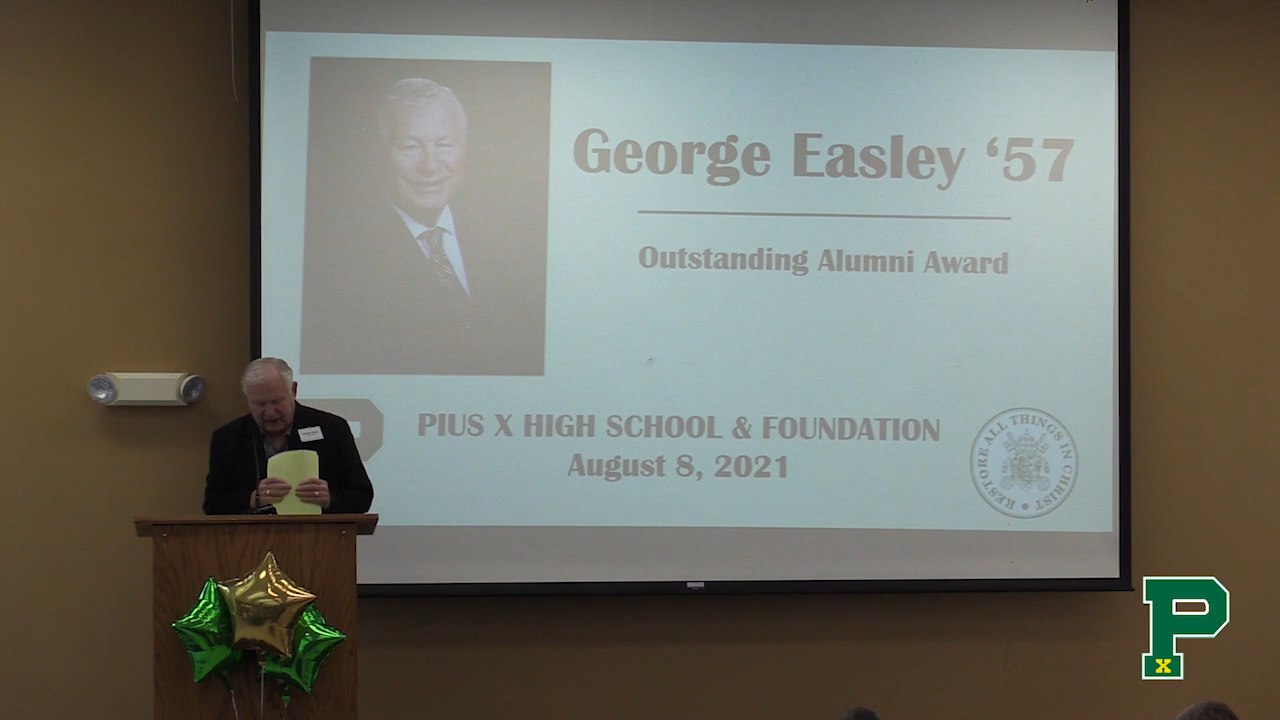 George Easley ‘57
Outstanding Alumni Award
PIUS X HIGH SCHOOL & FOUNDATION
August 8, 2021
RESTORE ALL THINGS IN CHRIST
P
X